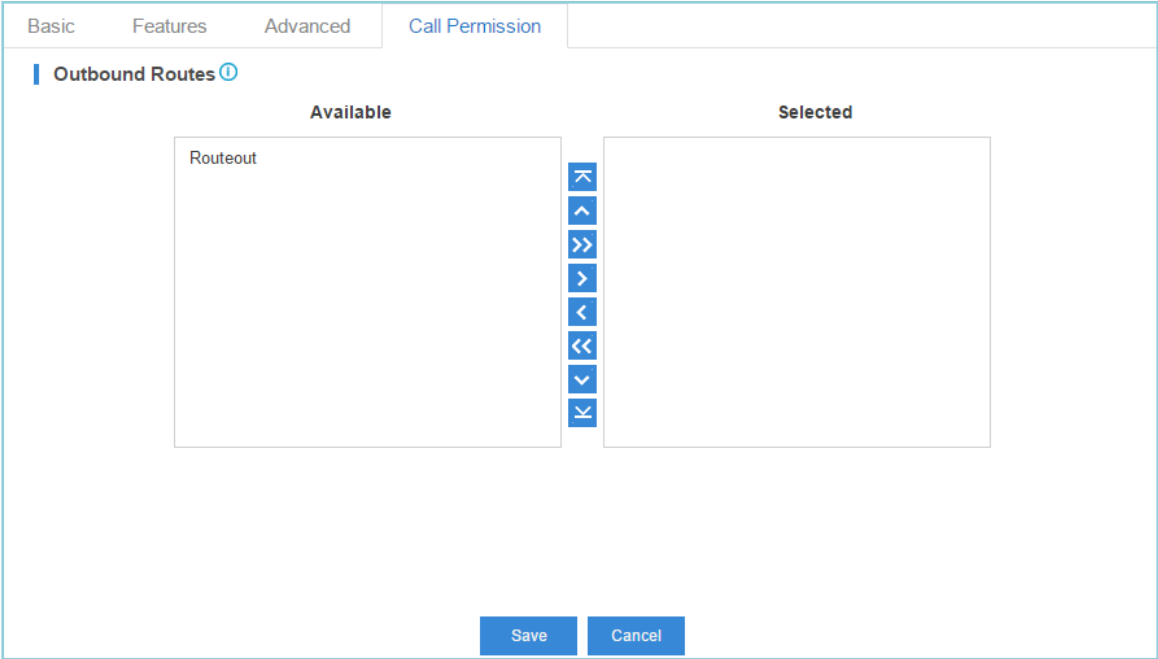 Basic Features Advanced Call Permission
Outbound Routes
Available Selected
Routeout
Save Cancel